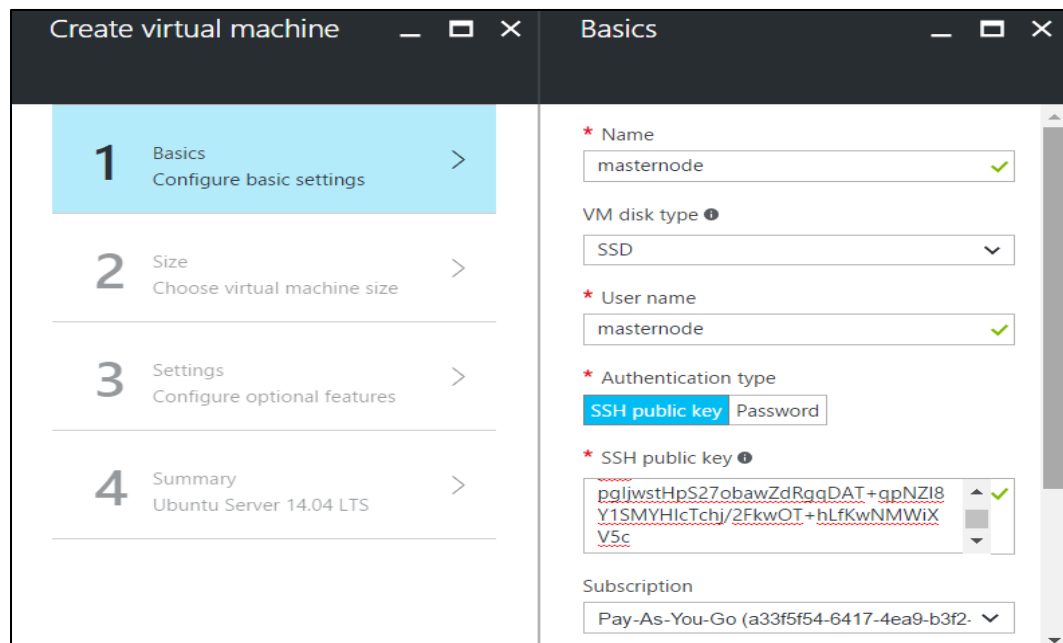 Create virtual machine
1
Basics
Configure basic settings
2
Size
Choose virtual machine size
3
Settings
Configure optional features
4
Summary
Ubuntu Server 14.04 LTS
Basics
* Name
masternode
VM disk type
SSD
* User name
masternode
* Authentication type
SSH public key Password
* SSH public key
pgIjwstHpS27obawZdRgqDAT+qpNZI8
Y1SMYHIcTchj/2FkwOT+hLfKwNMWiX
V5c
Subscription
Pay-As-You-Go (a33f5f54-6417-4ea9-b3f2-